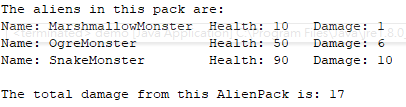 The aliens in this pack are:
Name: MarshmallowMonster Health: 10 Damage: 1
Name: OgreMonster Health: 50 Damage: 6
Name: SnakeMonster Health: 90 Damage: 10
The total damage from this AlienPack is: 17